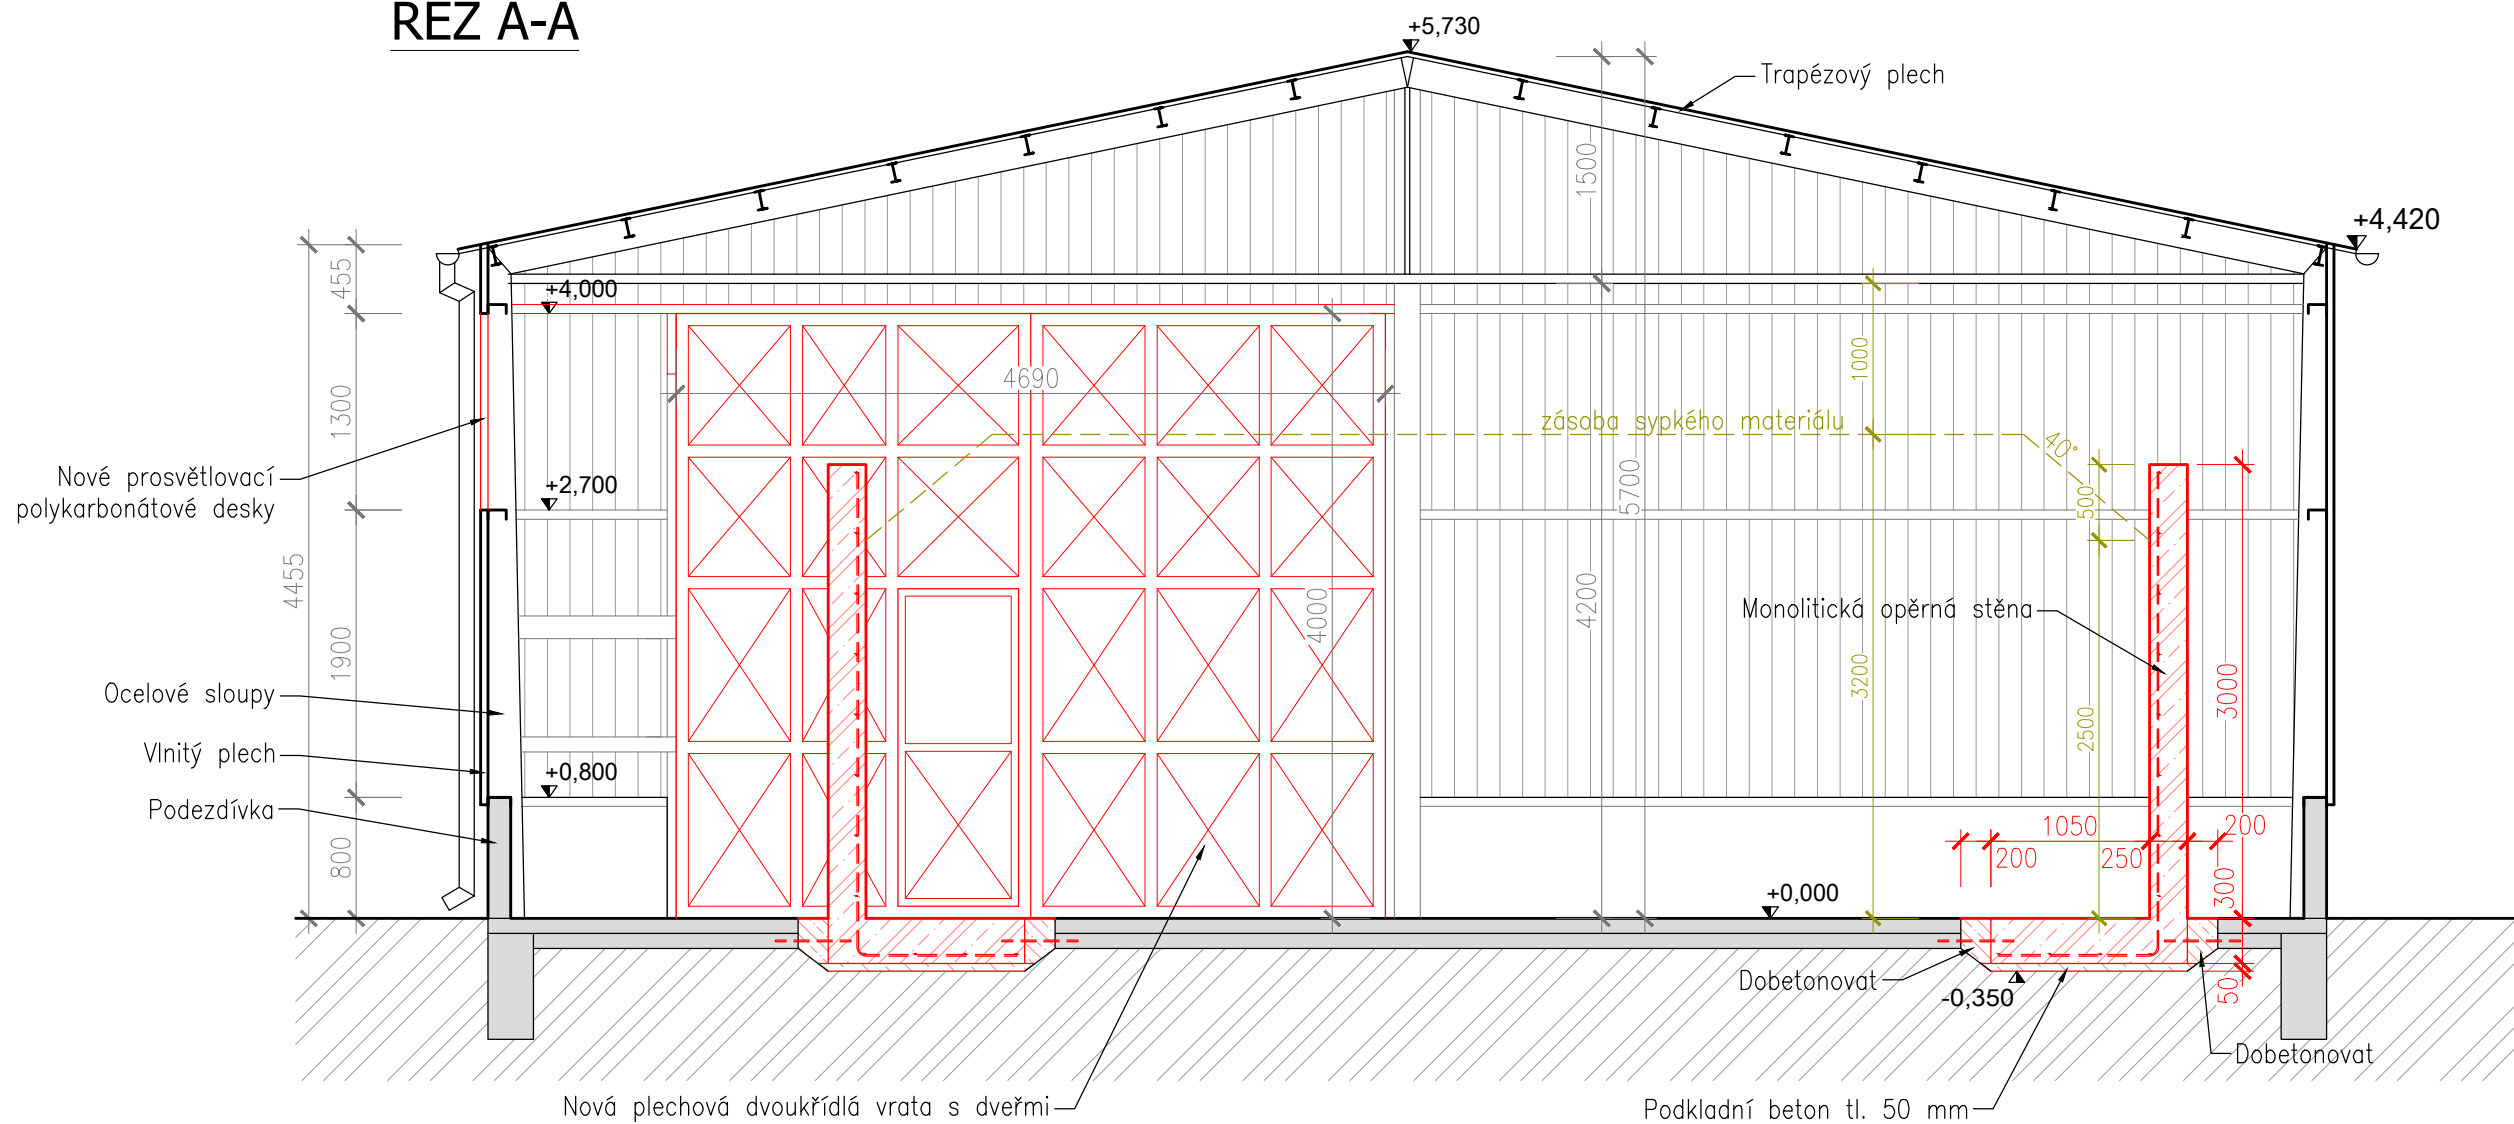 REZ A-A
+5,730
Trapézový plech
+4,420
1500
455
+4,000
1000
4690
1300
zásoba sypkého materiálu
40°
Nové prosvětlovací
polykarbonátové desky
+2,700
5700
500
4455
4200
4000
Monolitická opěrná stěna
1900
3200
3000
Ocelové sloupy
2500
Vlnitý plech
+0,800
Podezdívka
800
1050
200
200
250
300
+0,000
Dobetonovat
-0,350
50
Dobetonovat
Nová plechová dvoukřídlá vrata s dveřmi
Podkladní beton tl. 50 mm